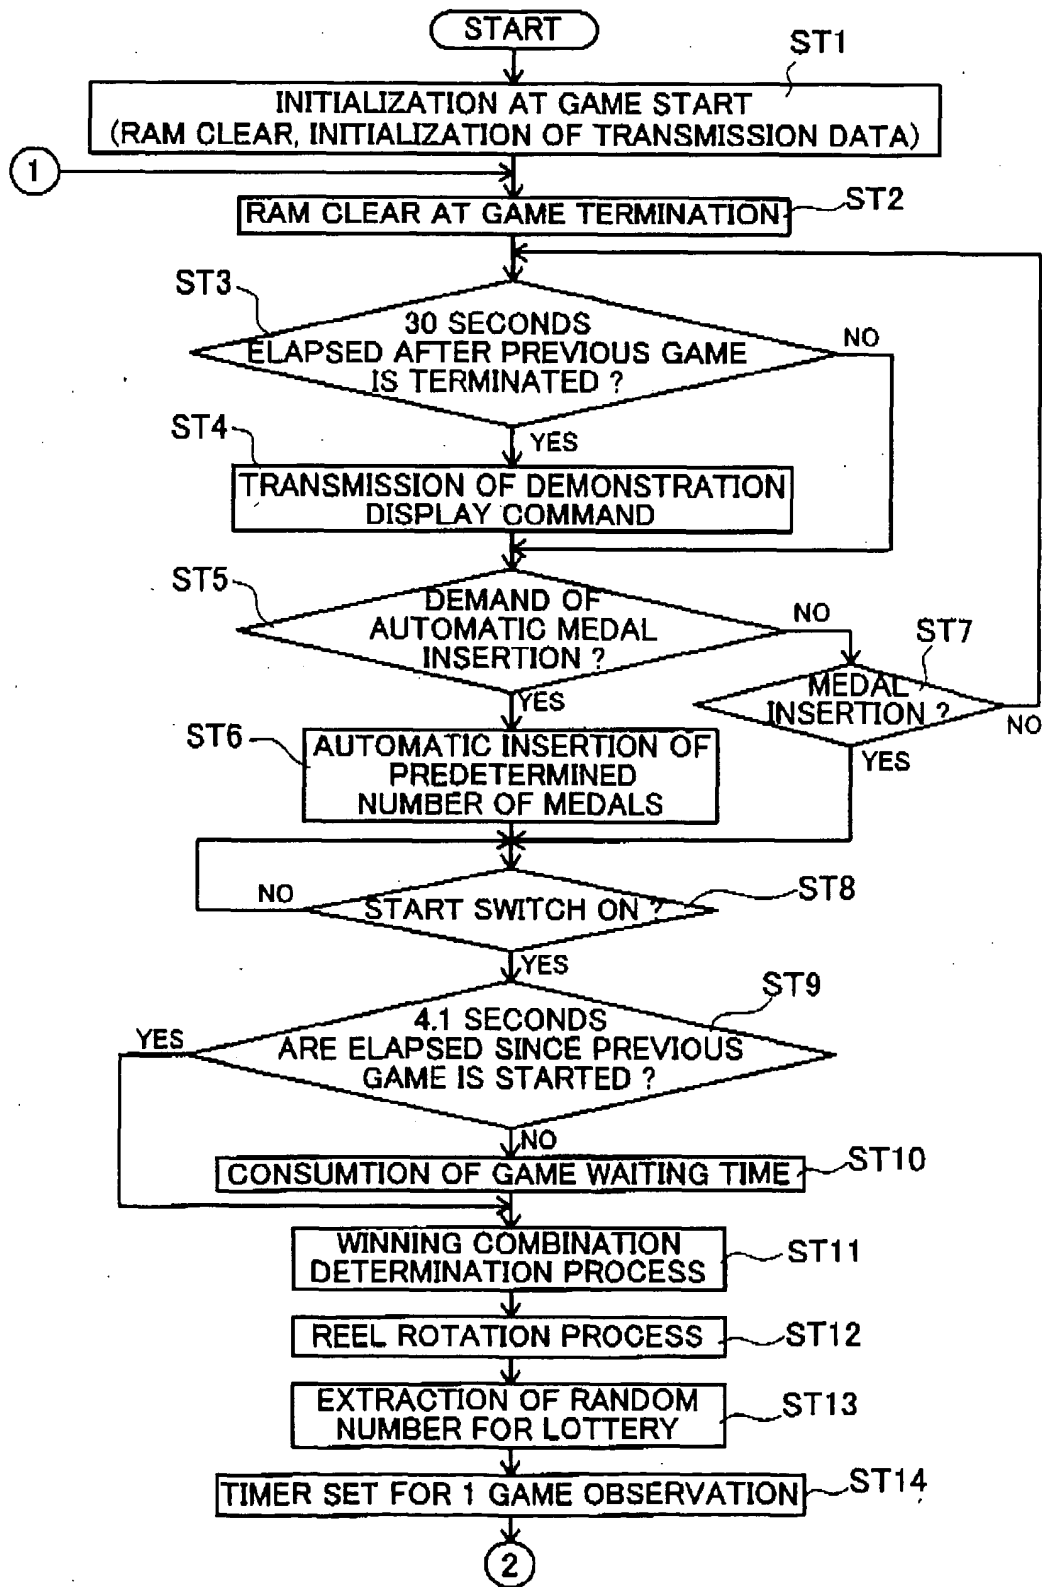 START
ST1
INITIALIZATION AT GAME START
(RAM CLEAR, INITIALIZATION OF TRANSMISSION DATA)
1
RAM CLEAR AT GAME TERMINATION
ST2
ST3
30 SECONDS
ELAPSED AFTER PREVIOUS GAME
IS TERMINATED ?
NO
YES
ST4
TRANSMISSION OF DEMONSTRATION
DISPLAY COMMAND
ST5
DEMAND OF
AUTOMATIC MEDAL
INSERTION ?
NO
YES
ST7
MEDAL
INSERTION ?
NO
YES
ST6
AUTOMATIC INSERTION OF
PREDETERMINED
NUMBER OF MEDALS
NO
START SWITCH ON ?
ST8
YES
ST9
4.1 SECONDS
ARE ELAPSED SINCE PREVIOUS
GAME IS STARTED ?
YES
NO
CONSUMTION OF GAME WAITING TIME
ST10
WINNING COMBINATION
DETERMINATION PROCESS
ST11
REEL ROTATION PROCESS
ST12
EXTRACTION OF RANDOM
NUMBER FOR LOTTERY
ST13
TIMER SET FOR 1 GAME OBSERVATION
ST14
2